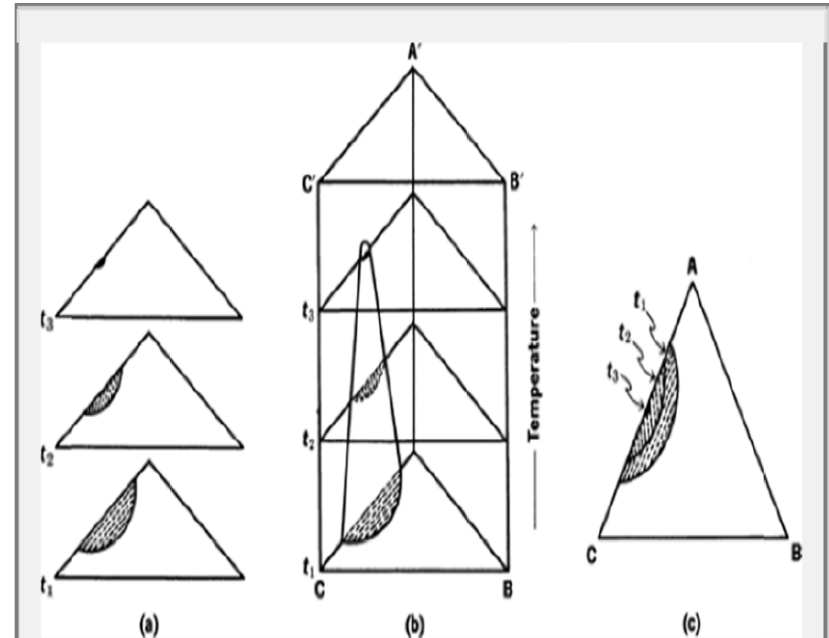 A′
C′
B′
t₃
t₃
t₂
t₂
t₁
t₁
C
B
Temperature
A
t₁
t₂
t₃
C
B
(a)
(b)
(c)